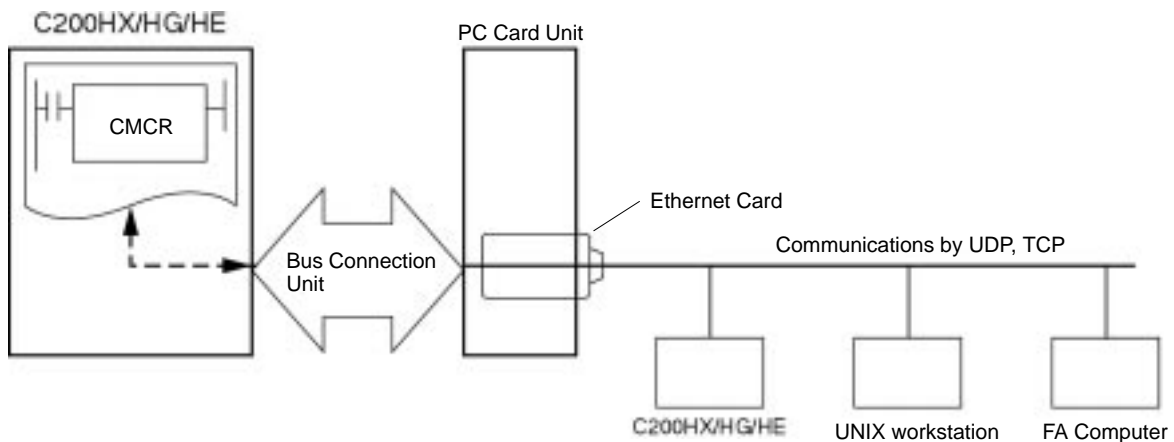 C200HX/HG/HE
PC Card Unit
CMCR
Ethernet Card
Communications by UDP, TCP
Bus Connection
Unit
C200HX/HG/HE
UNIX workstation
FA Computer